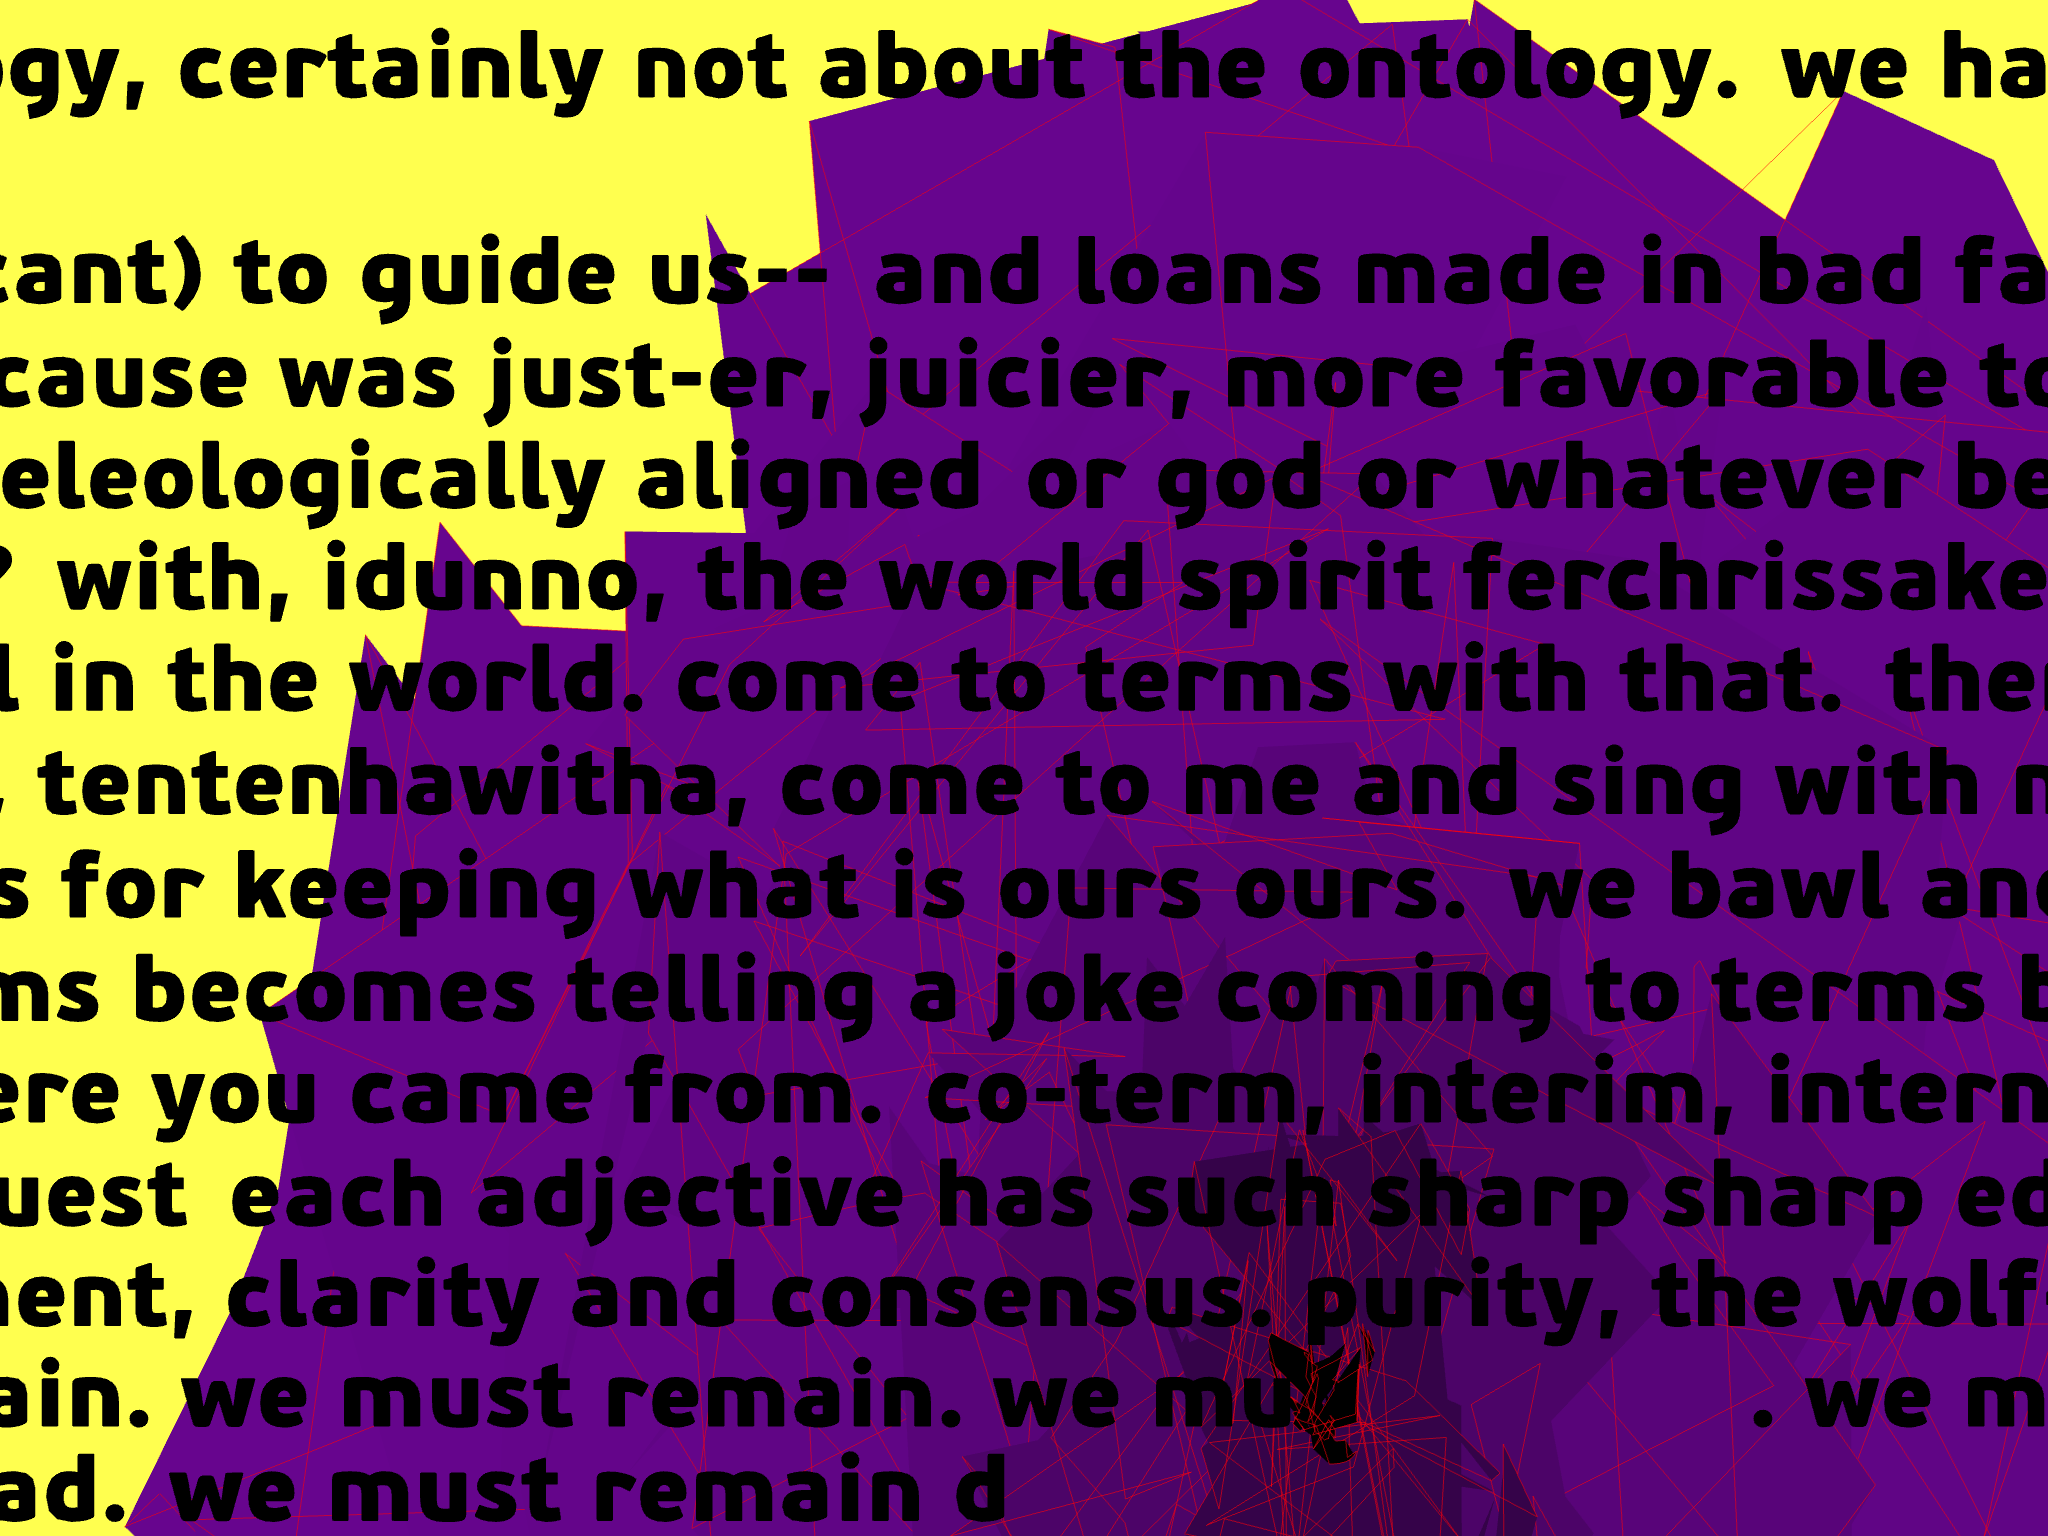 ogy, certainly not about the ontology. we ha
cant) to guide us-- and loans made in bad fa
cause was just-er, juicier, more favorable to
eleologically aligned or god or whatever be
? with, idunno, the world spirit ferchrissake
l in the world. come to terms with that. ther
, tententenhawitha, come to me and sing with m
s for keeping what is ours ours. we bawl and
ms becomes telling a joke coming to terms b
ere you came from. co-term, interim, intern
uest each adjective has such sharp sharp ed
ment, clarity and consensus. purity, the wolf-
ain. we must remain. we mu . we m
ad. we must remain d